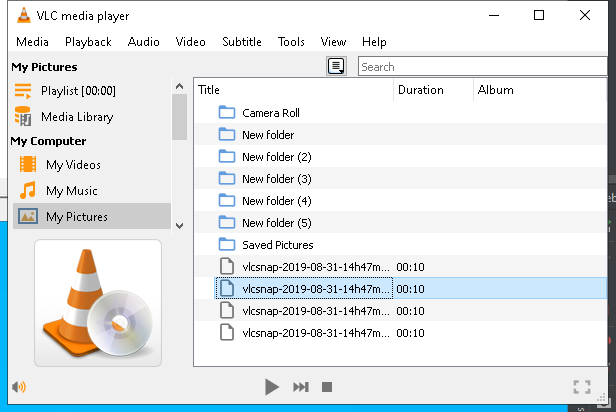 VLC media player
Media Playback Audio Video Subtitle Tools View Help
My Pictures
Search
Playlist [00:00]
Media Library
My Computer
My Videos
My Music
My Pictures
Title Duration Album
Camera Roll
New folder
New folder (2)
New folder (3)
New folder (4)
New folder (5)
Saved Pictures
vlcsnap-2019-08-31-14h47m... 00:10
vlcsnap-2019-08-31-14h47m... 00:10
vlcsnap-2019-08-31-14h47m... 00:10
vlcsnap-2019-08-31-14h47m... 00:10